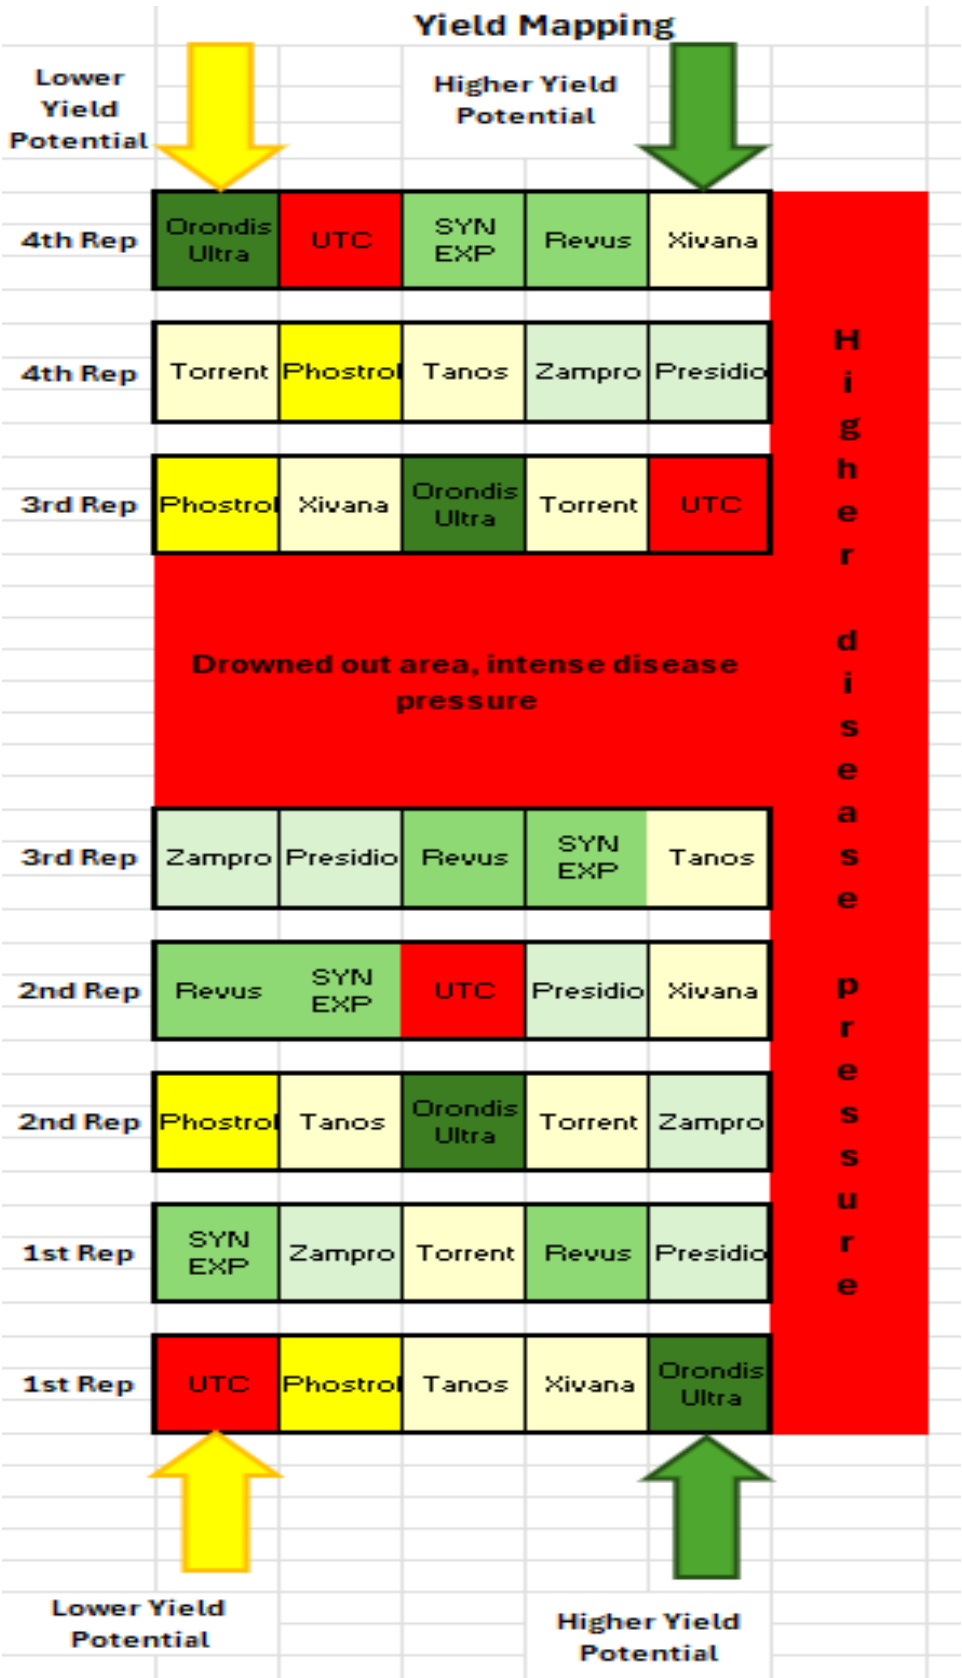 Yield Mapping
Lower
Yield
Potential
Higher Yield
Potential
4th Rep
Orondis
Ultra
UTC
SYN
EXP
Revus
Xivana
4th Rep
Torrent
Phostrol
Tanos
Zampro
Presidio
3rd Rep
Phostrol
Xivana
Orondis
Ultra
Torrent
UTC
Drowned out area, intense disease
pressure
3rd Rep
Zampro
Presidio
Revus
SYN
EXP
Tanos
2nd Rep
Revus
SYN
EXP
UTC
Presidio
Xivana
2nd Rep
Phostrol
Tanos
Orondis
Ultra
Torrent
Zampro
1st Rep
SYN
EXP
Zampro
Torrent
Revus
Presidio
1st Rep
UTC
Phostrol
Tanos
Xivana
Orondis
Ultra
Higher disease pressure
Lower Yield
Potential
Higher Yield
Potential